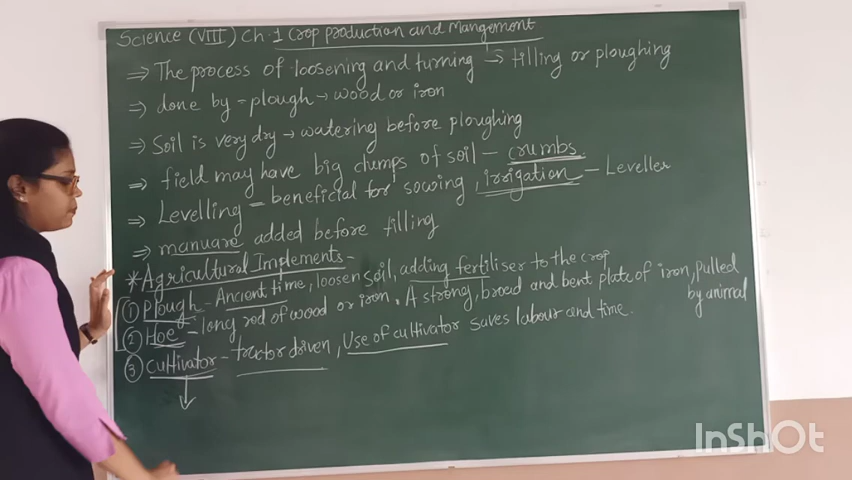 Science (VIII) Ch.1 Crop production and Mangement
⇒ The process of loosening and turning → tilling or ploughing
⇒ done by = plough → wood or iron
⇒ Soil is very dry → watering before ploughing
⇒ field may have big clumps of soil - crumbs.
⇒ Levelling = beneficial for sowing, irrigation - Leveller
⇒ manuare added before tilling
* Agricultural Implements -
① Plough - Ancient time, loosen soil, adding fertiliser to the crop
② Hoe - long rod of wood or iron. A strong, broad and bent plate of iron, pulled by animal
③ Cultivator - tractor driven, Use of cultivator saves labour and time.
InShOt